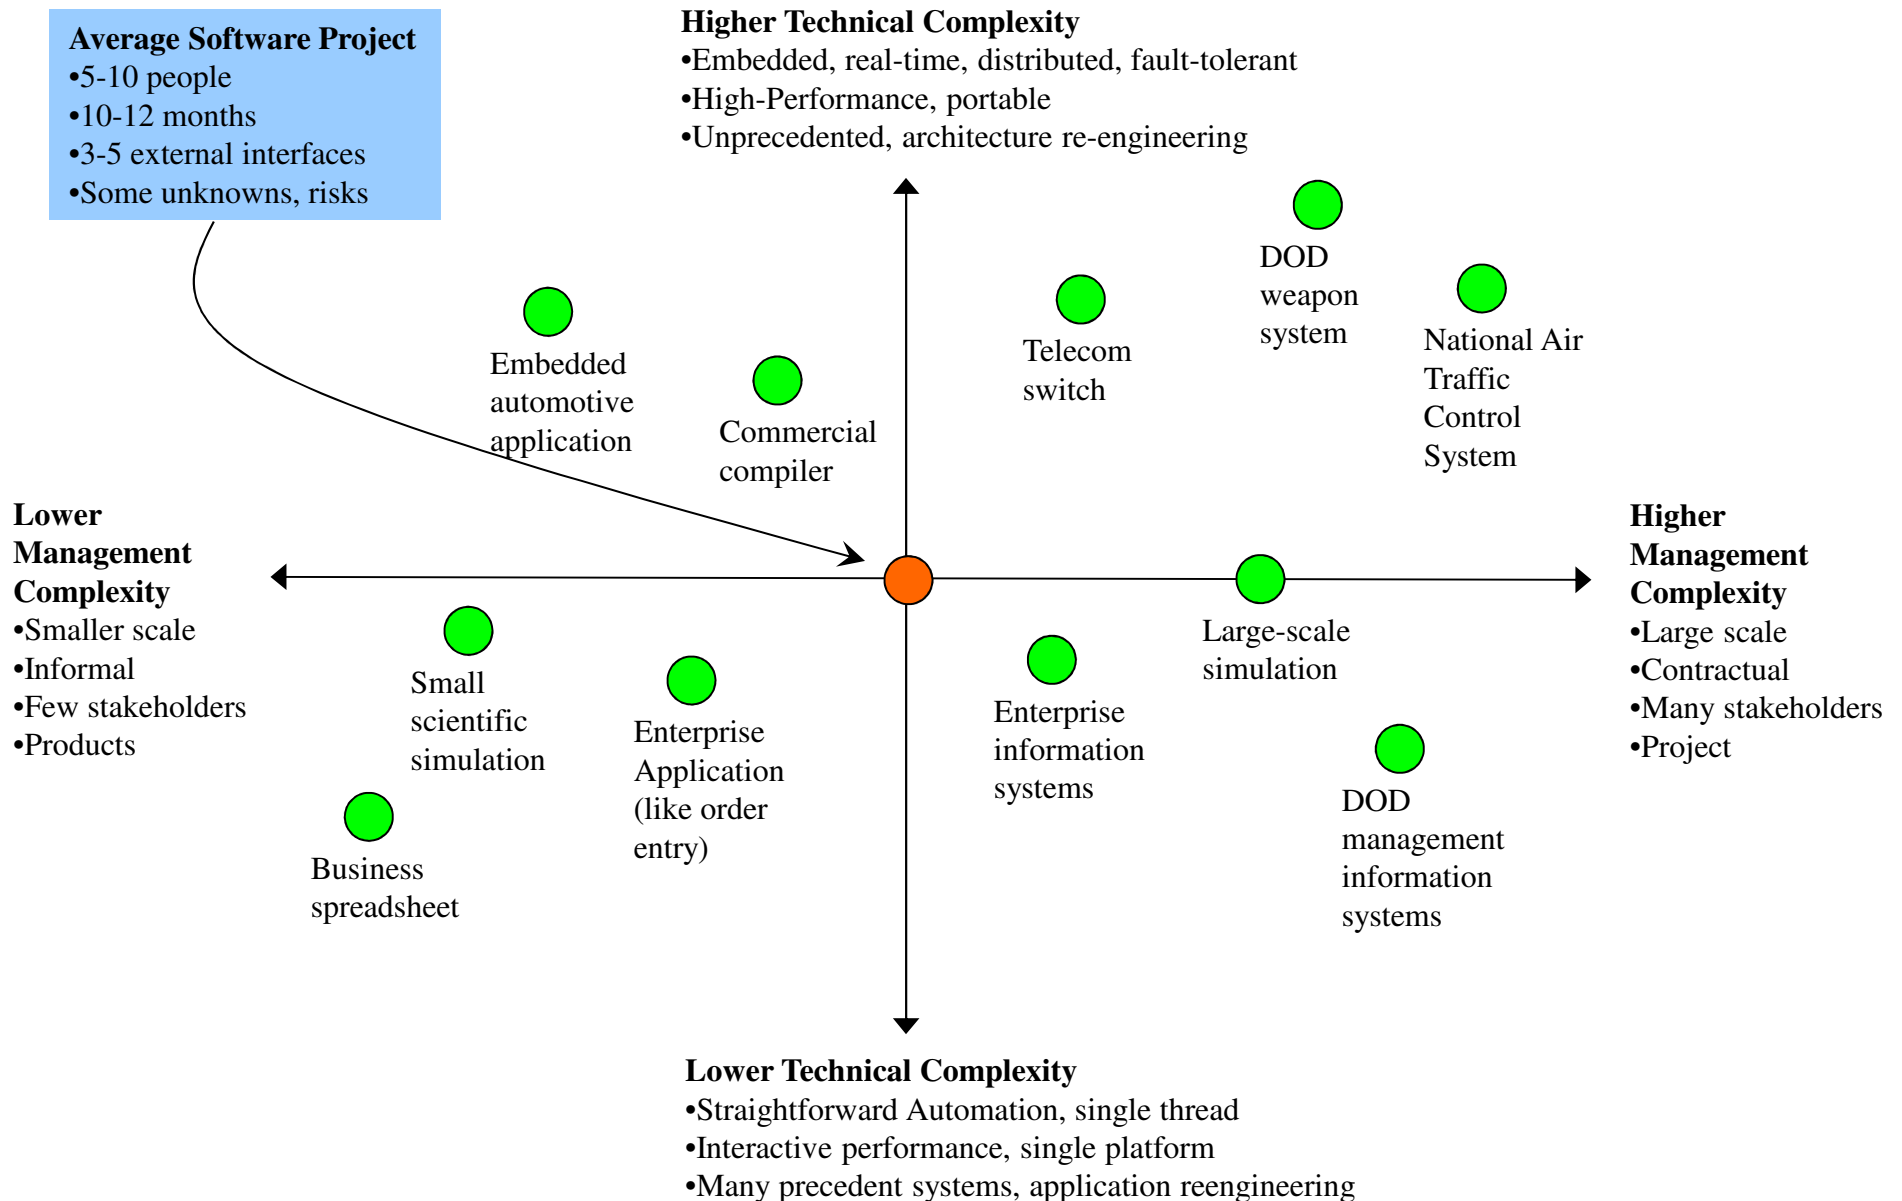 Average Software Project
•5-10 people
•10-12 months
•3-5 external interfaces
•Some unknowns, risks
Higher Technical Complexity
•Embedded, real-time, distributed, fault-tolerant
•High-Performance, portable
•Unprecedented, architecture re-engineering
Embedded
automotive
application
Commercial
compiler
Telecom
switch
DOD
weapon
system
National Air
Traffic
Control
System
Lower
Management
Complexity
•Smaller scale
•Informal
•Few stakeholders
•Products
Higher
Management
Complexity
•Large scale
•Contractual
•Many stakeholders
•Project
Small
scientific
simulation
Enterprise
Application
(like order
entry)
Business
spreadsheet
Enterprise
information
systems
Large-scale
simulation
DOD
management
information
systems
Lower Technical Complexity
•Straightforward Automation, single thread
•Interactive performance, single platform
•Many precedent systems, application reengineering